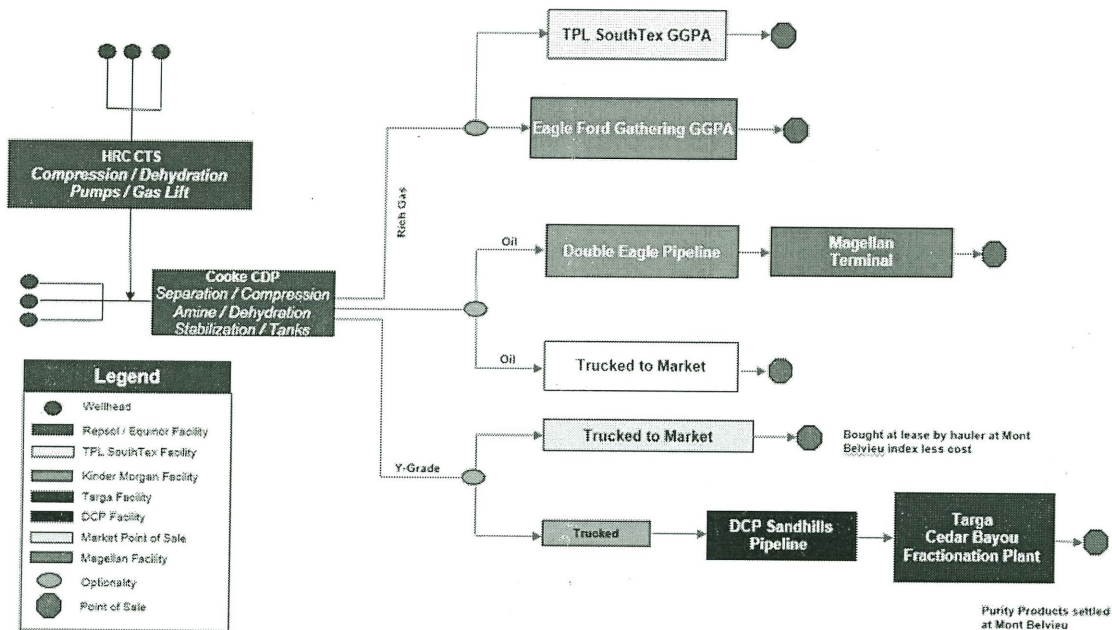 TPL SouthTex GGPA
Eagle Ford Gathering GGPA
HRC CTS
Compression / Dehydration
Pumps / Gas Lift
Rich Gas
Oil
Double Eagle Pipeline
Magellan
Terminal
Cooke CDP
Separation / Compression
Amine / Dehydration
Stabilization / Tanks
Oil
Trucked to Market
Y-Grade
Trucked to Market
Bought at lease by hauler at Mont
Belvieu index less cost
Trucked
DCP Sandhills
Pipeline
Targa
Cedar Bayou
Fractionation Plant
Purity Products settled
at Mont Belvieu
Legend
Wellhead
Repsol / Equinor Facility
TPL SouthTex Facility
Kinder Morgan Facility
Targa Facility
DCP Facility
Market Point of Sale
Magellan Facility
Optionality
Point of Sale